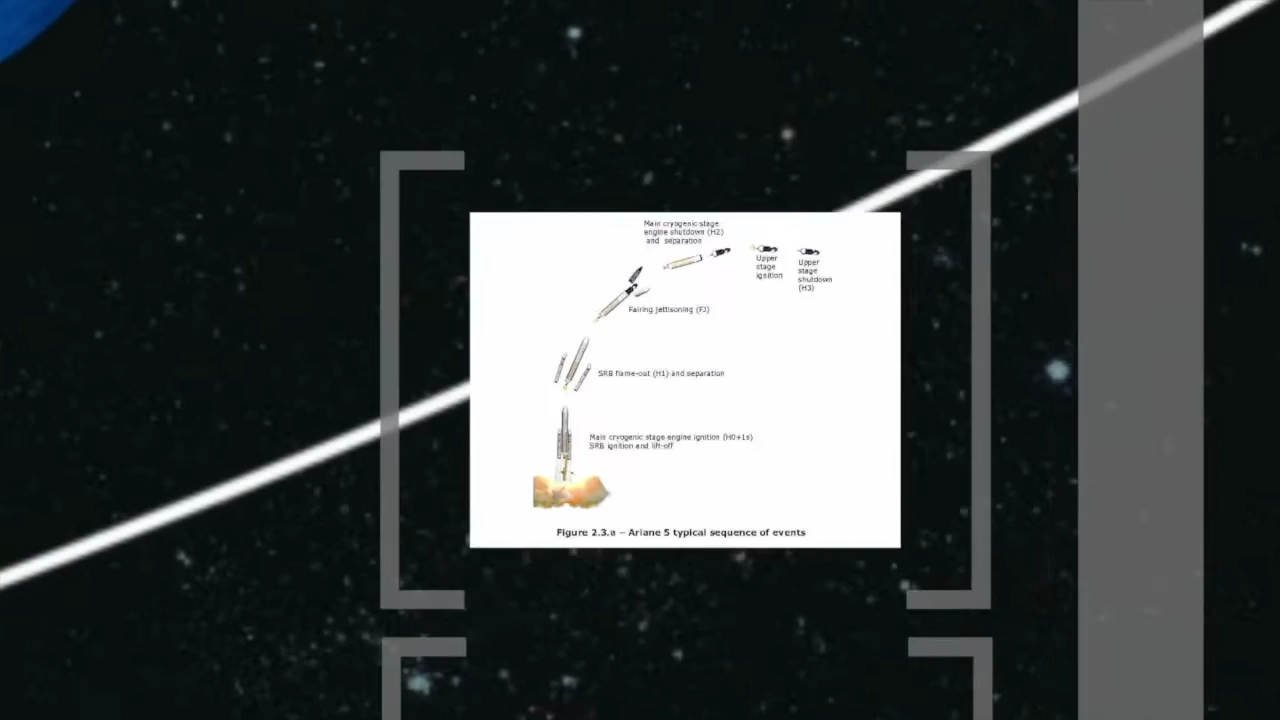 Main cryogenic stage
engine shutdown (H2)
and separation
Upper
stage
ignition
Upper
stage
shutdown
(H3)
Fairing jettisoning (FJ)
SRB flame-out (H1) and separation
Main cryogenic stage engine ignition (H0+1s)
SRB ignition and lift-off
Figure 2.3.a – Ariane 5 typical sequence of events